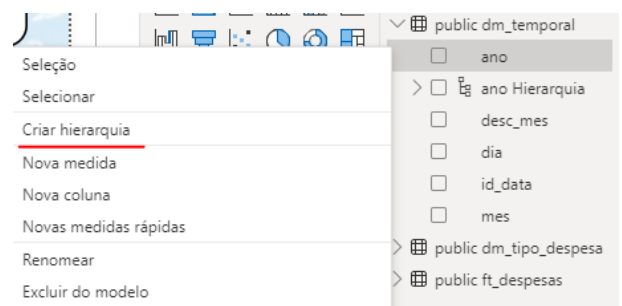 Seleção
Selecionar
Criar hierarquia
Nova medida
Nova coluna
Novas medidas rápidas
Renomear
Excluir do modelo
public dm_temporal
ano
ano Hierarquia
desc_mes
dia
id_data
mes
public dm_tipo_despesa
public ft_despesas